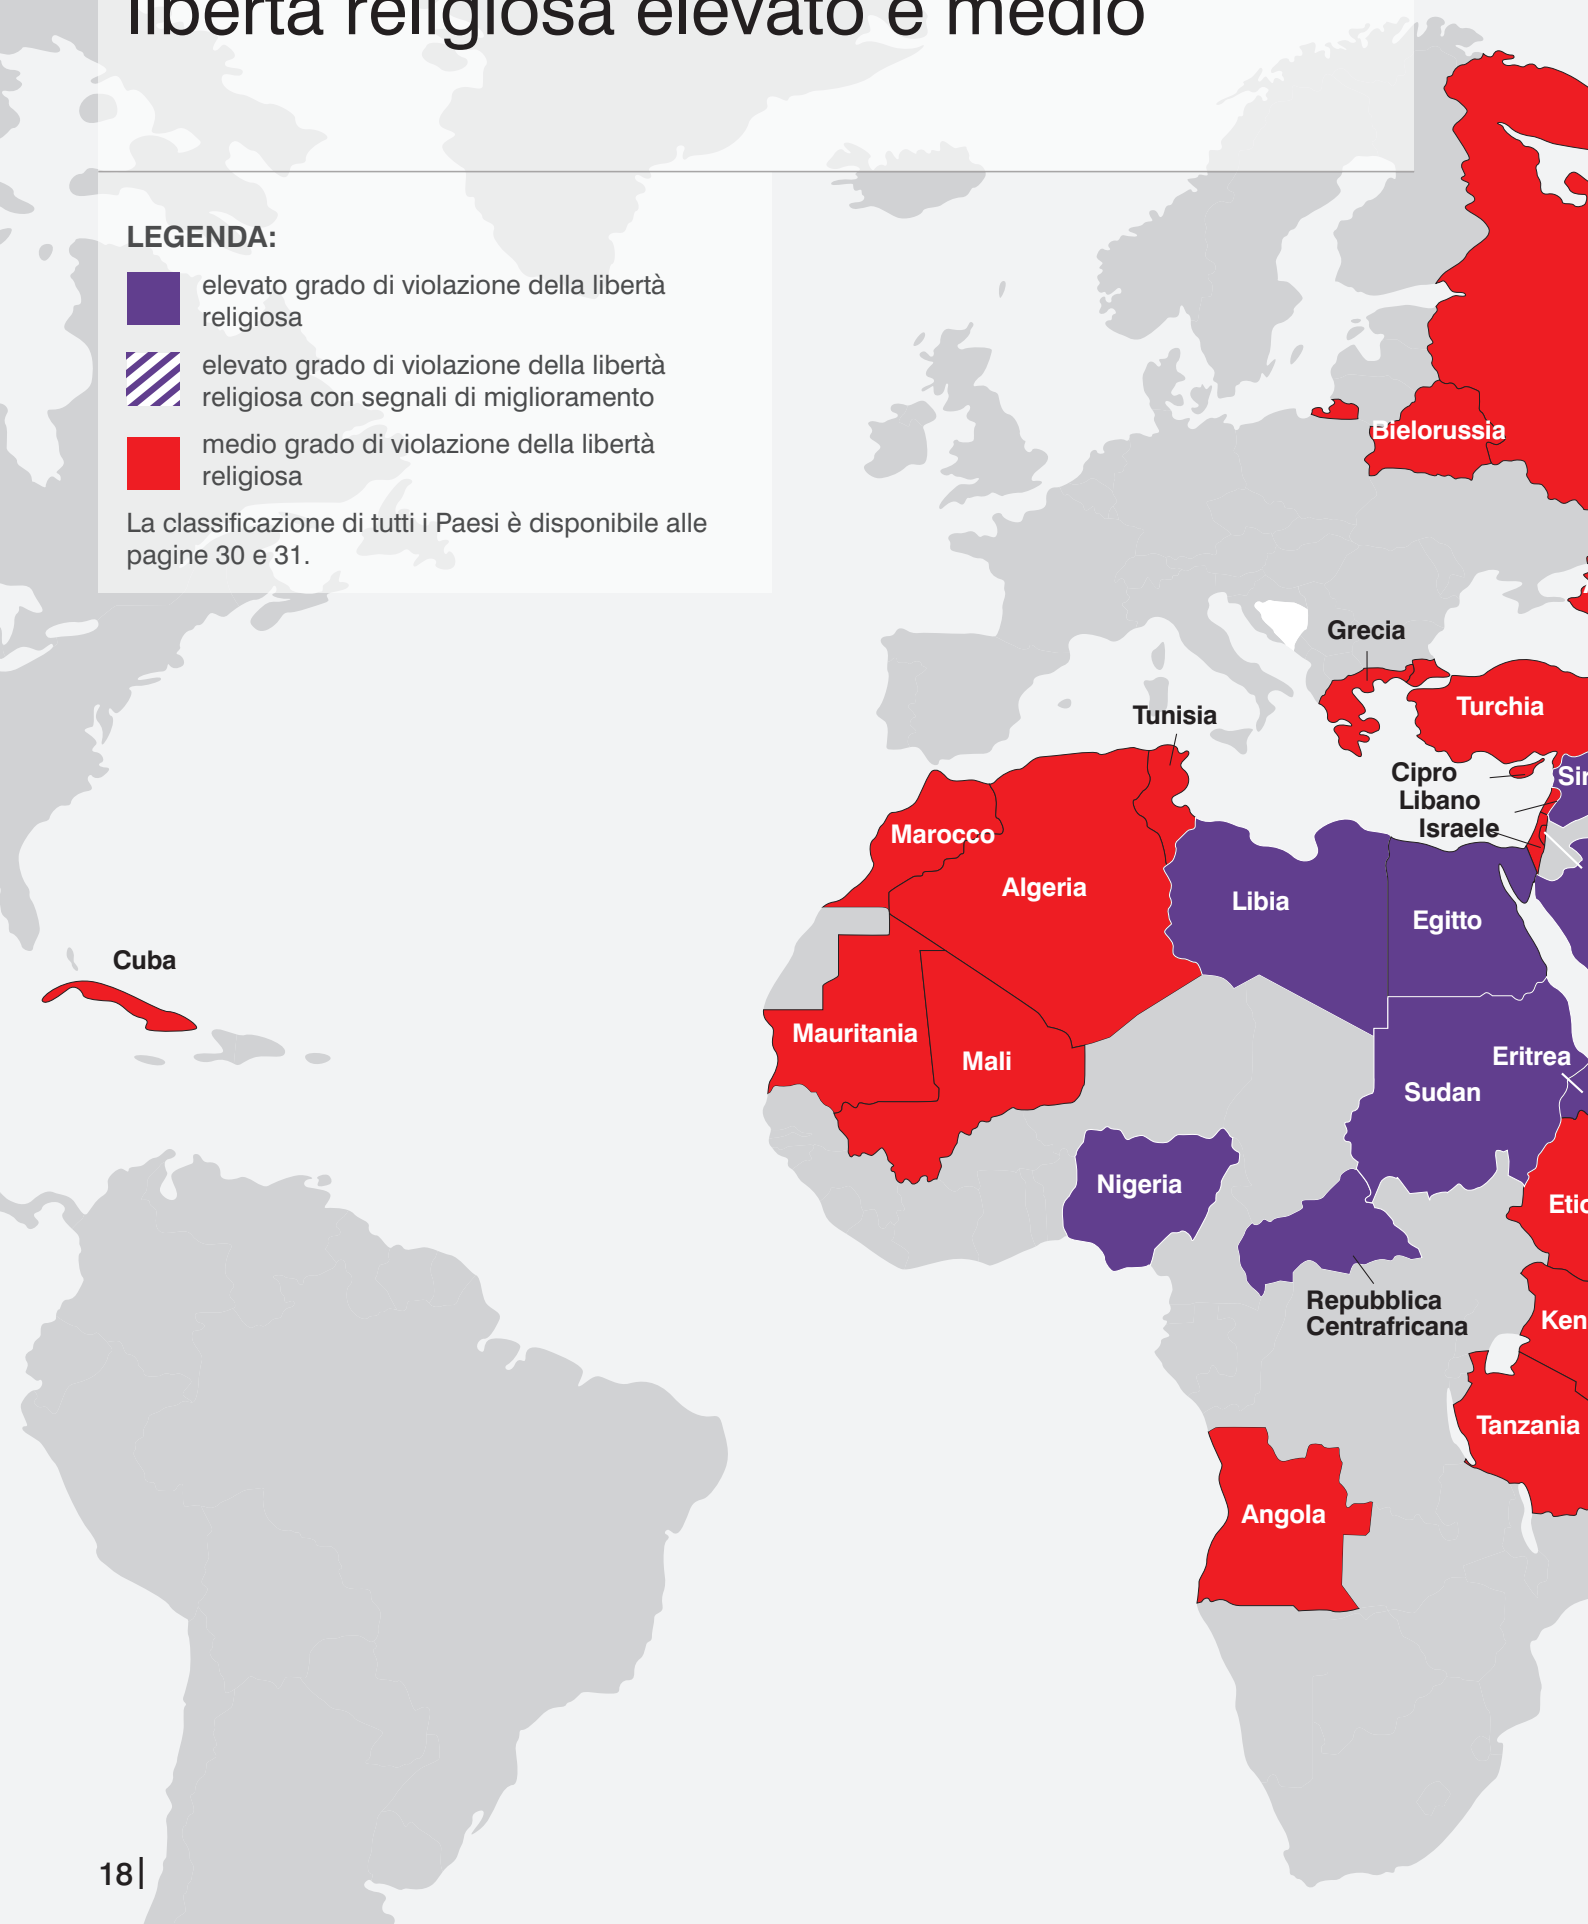 libertà religiosa elevato e medio
LEGENDA:
elevato grado di violazione della libertà
religiosa
elevato grado di violazione della libertà
religiosa con segnali di miglioramento
medio grado di violazione della libertà
religiosa
La classificazione di tutti i Paesi è disponibile alle
pagine 30 e 31.
Bielorussia
Grecia
Turchia
Tunisia
Cipro
Sir
Libano
Israele
Marocco
Algeria
Libia
Egitto
Cuba
Mauritania
Mali
Eritrea
Sudan
Nigeria
Etio
Repubblica
Centrafricana
Ken
Tanzania
Angola
18|